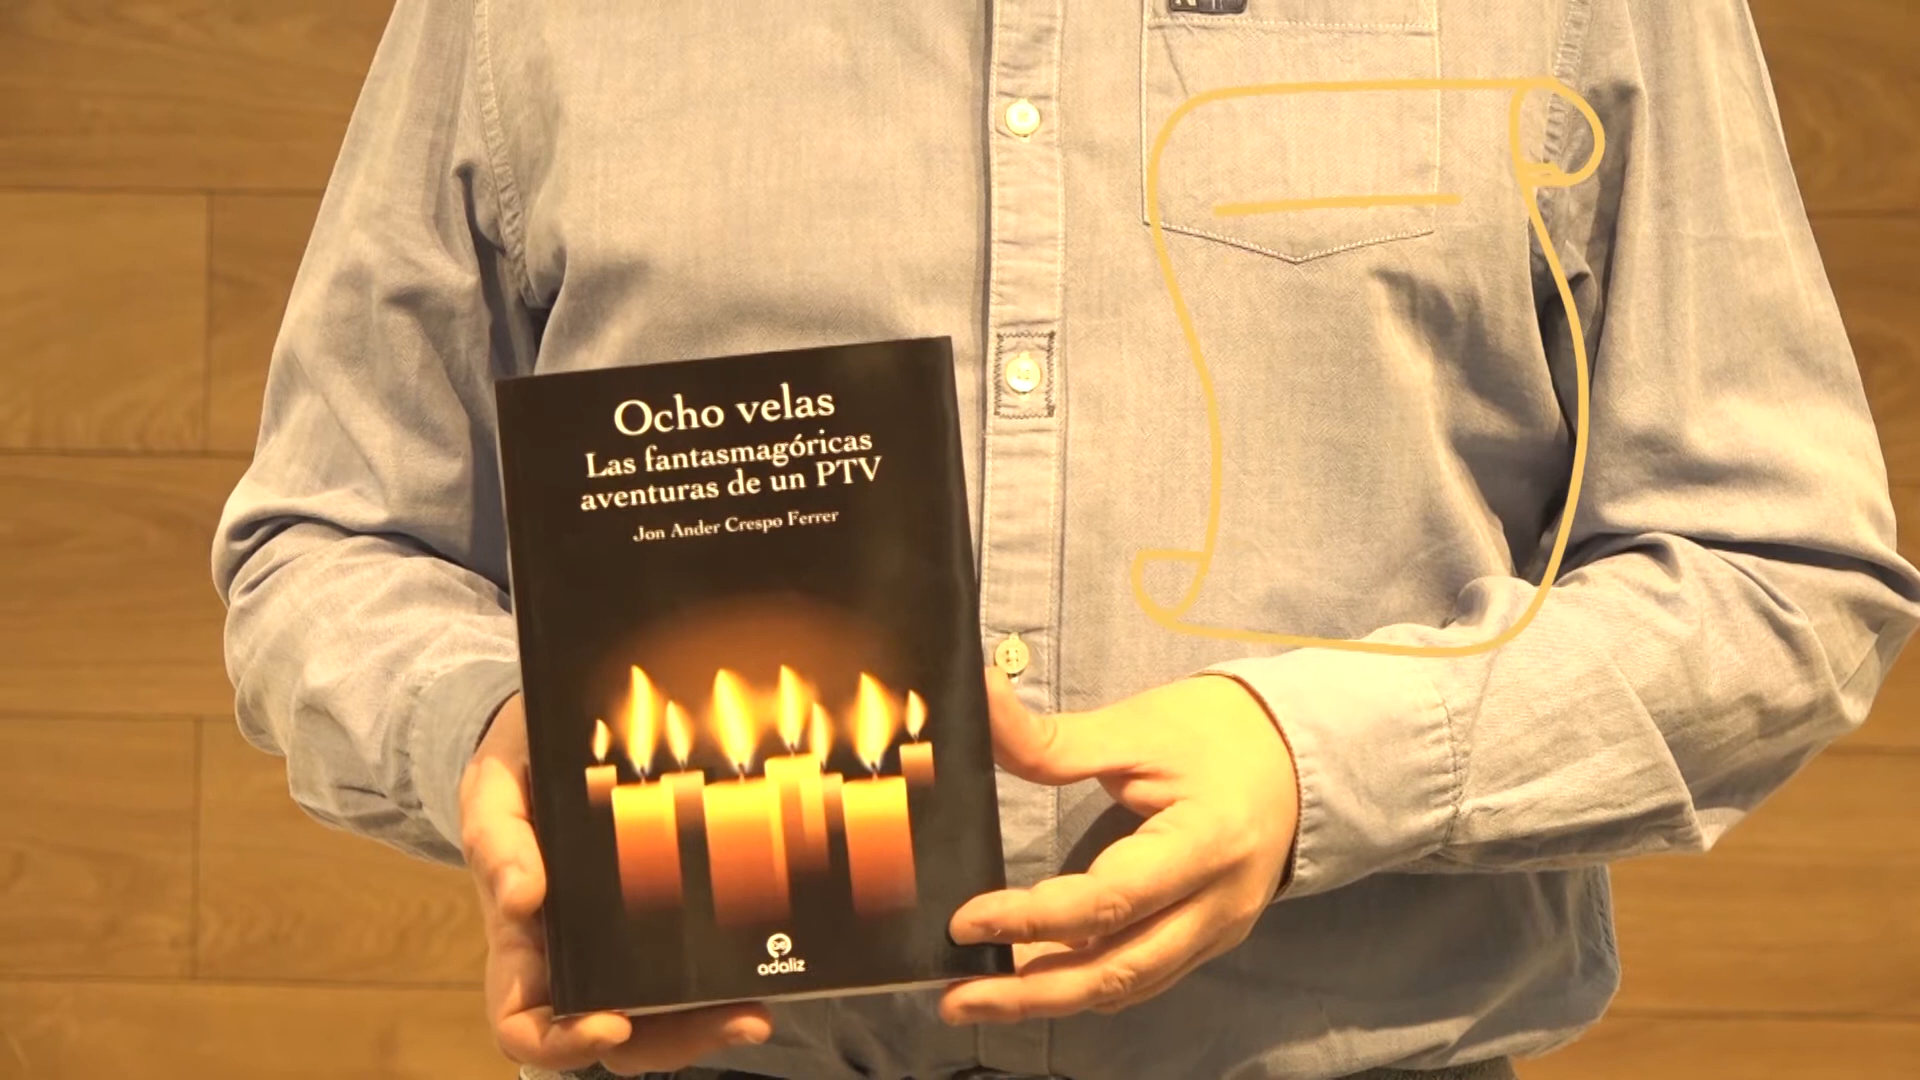 Ocho velas
Las fantasmagóricas
aventuras de un PTV
Jon Ander Crespo Ferrer
adaliz